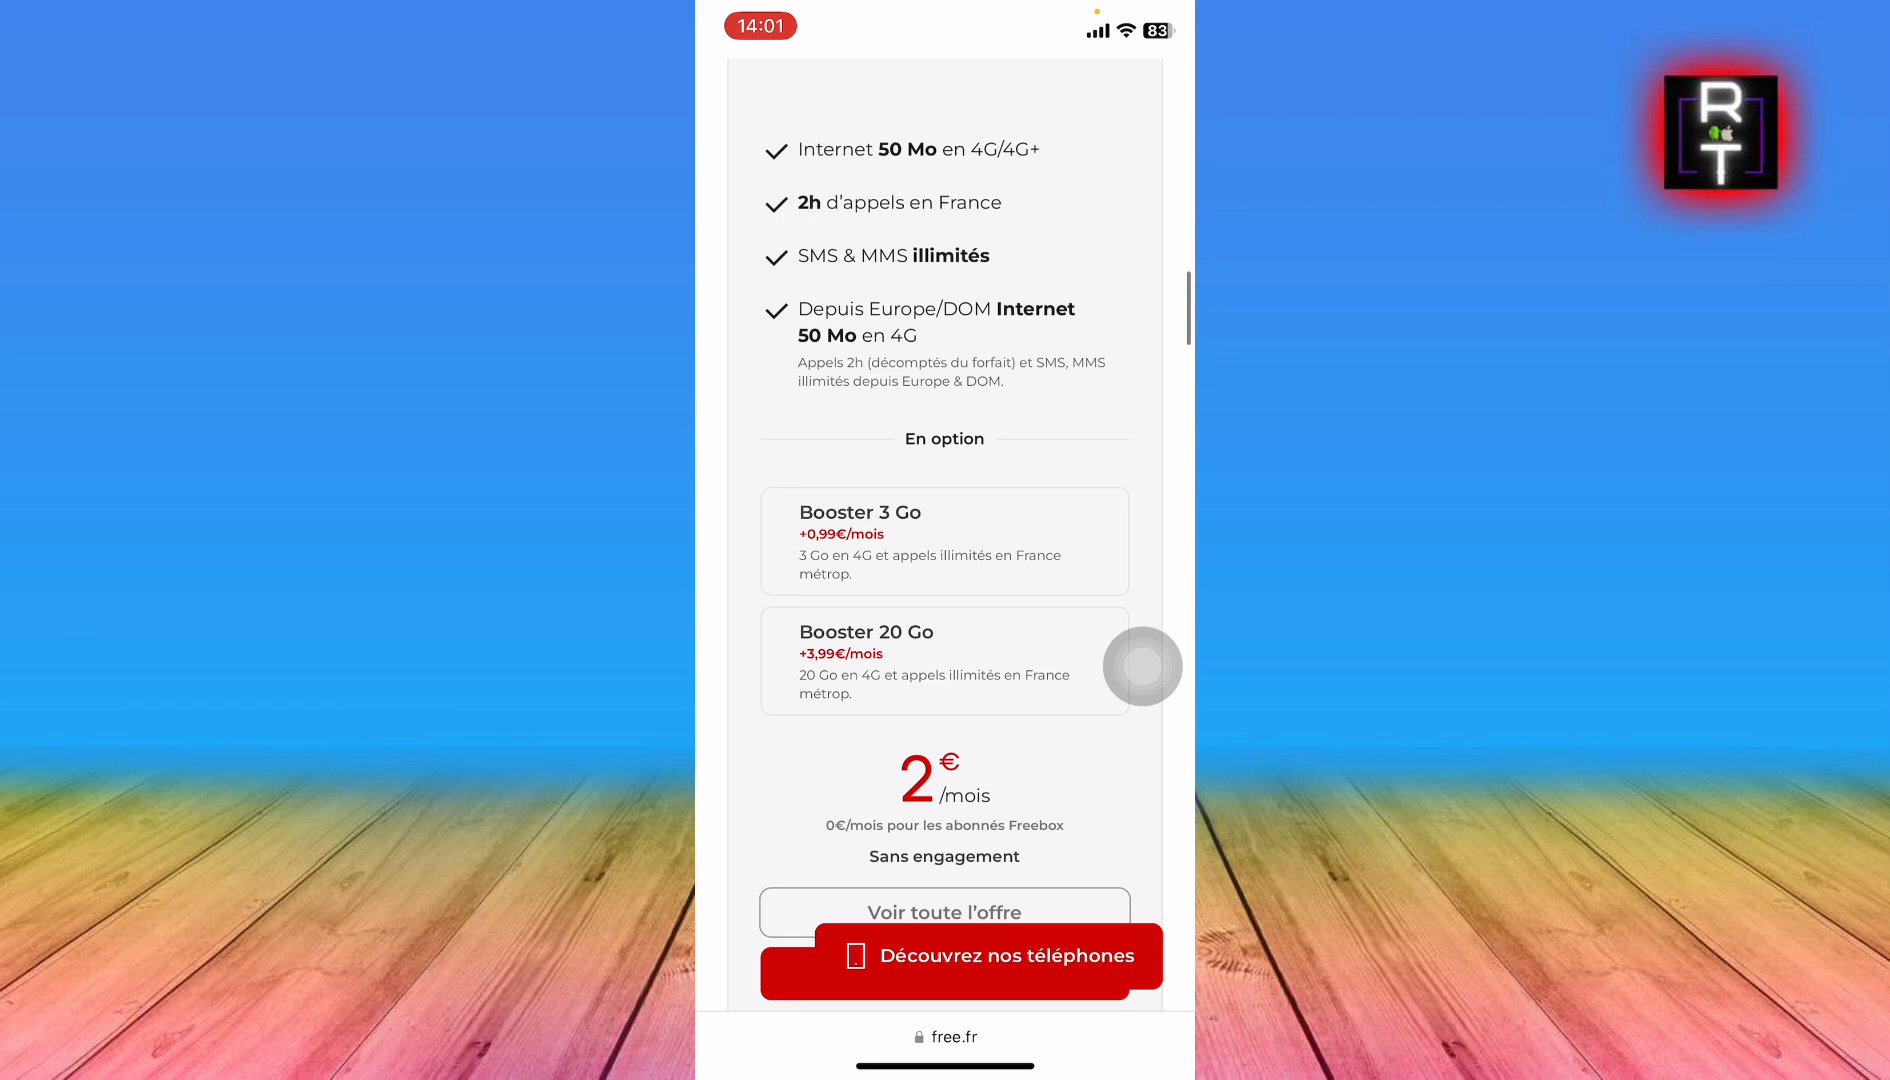 14:01
83
R
T
Internet 50 Mo en 4G/4G+
2h d'appels en France
SMS & MMS illimités
Depuis Europe/DOM Internet
50 Mo en 4G
Appels 2h (décomptés du forfait) et SMS, MMS
illimités depuis Europe & DOM.
En option
Booster 3 Go
+0,99€/mois
3 Go en 4G et appels illimités en France
métrop.
Booster 20 Go
+3,99€/mois
20 Go en 4G et appels illimités en France
métrop.
2€
/mois
0€/mois pour les abonnés Freebox
Sans engagement
Voir toute l'offre
Découvrez nos téléphones
free.fr